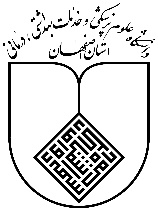 دانشگاه علوم پزشکی و خدمات بهداشتی، درمانی
استان اصفهان